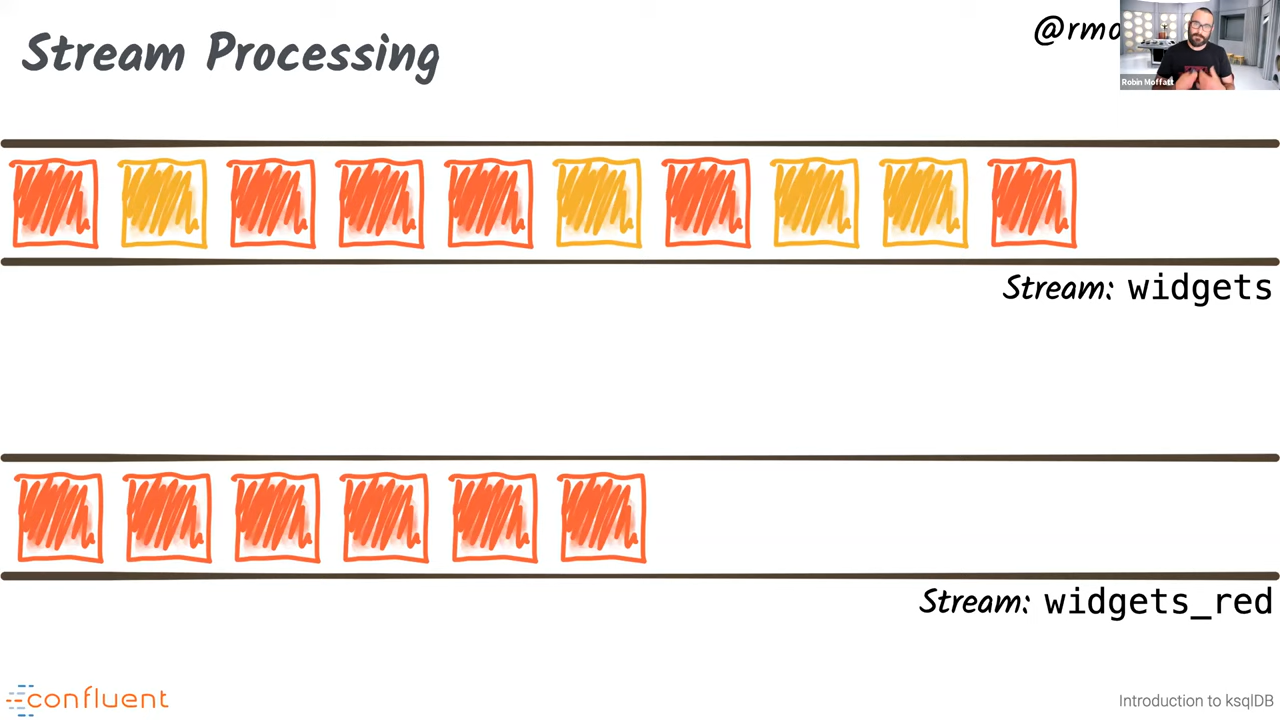 Stream Processing
@rmo
Robin Moffatt
Stream: widgets
Stream: widgets_red
confluent
Introduction to ksqlDB